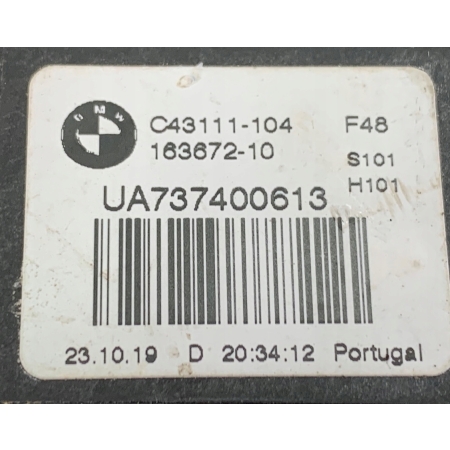 BMW
C43111-104 F48
163672-10 S101
H101
UA737400613
23.10.19 D 20:34:12 Portugal